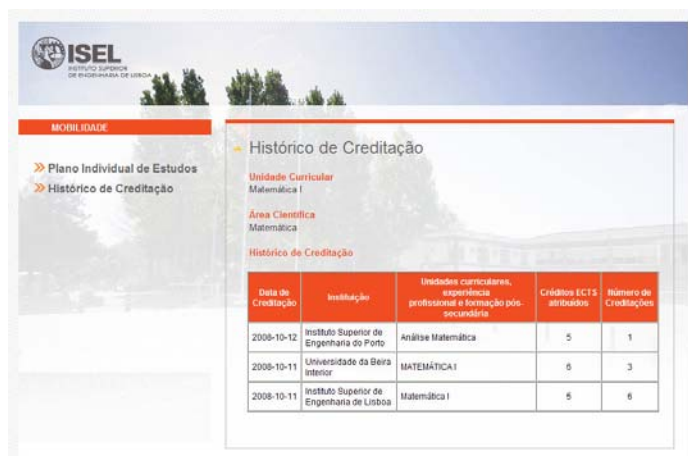 ISEL
INSTITUTO SUPERIOR
DE ENGENHARIA DE LISBOA
MOBILIDADE
Plano Individual de Estudos
Histórico de Creditação
Histórico de Creditação
Unidade Curricular
Matemática I
Área Científica
Matemática
Histórico de Creditação
Data de Creditação
Instituição
Unidades curriculares, experiência profissional e formação pós-secundária
Créditos ECTS atribuídos
Número de Creditações
2008-10-12
Instituto Superior de Engenharia do Porto
Análise Matemática
5
1
2008-10-11
Universidade da Beira Interior
MATEMÁTICA I
6
3
2008-10-11
Instituto Superior de Engenharia de Lisboa
Matemática I
5
6